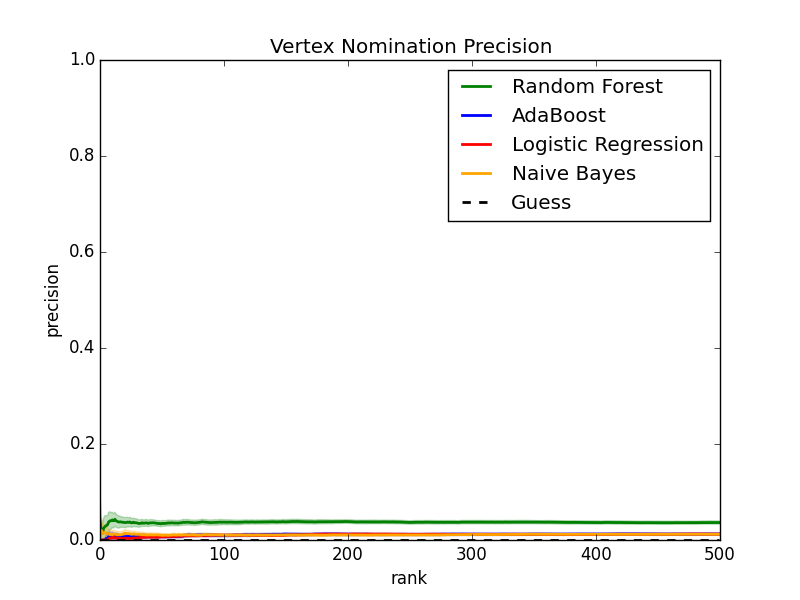 Vertex Nomination Precision
1.0
0.8
0.6
0.4
0.2
0.0
precision
Random Forest
AdaBoost
Logistic Regression
Naive Bayes
Guess
0 100 200 300 400 500
rank